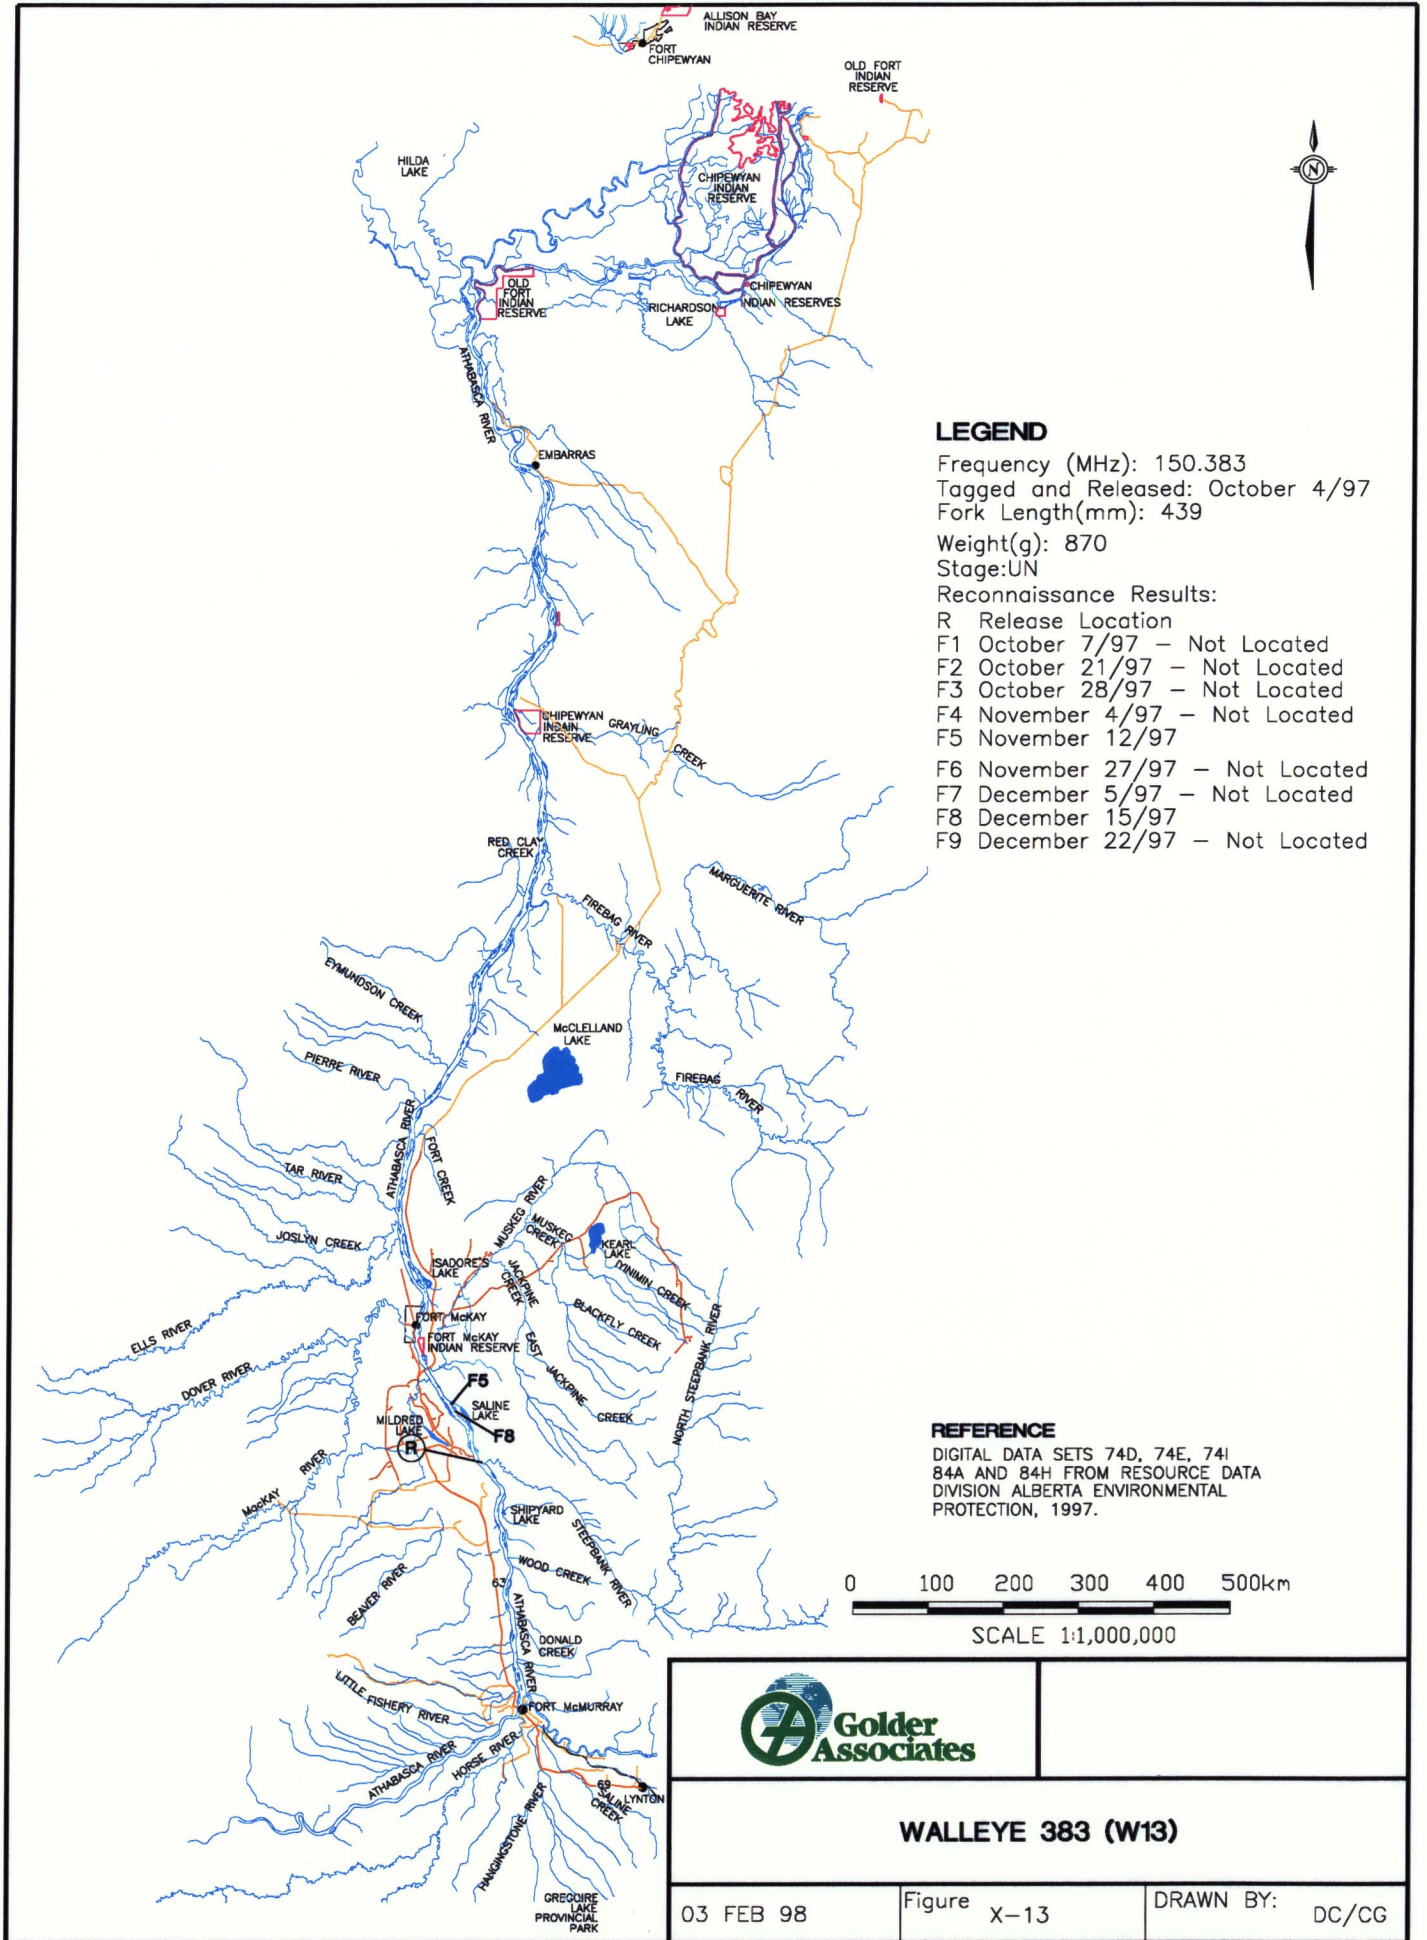 ALLISON BAY
INDIAN RESERVE
FORT
CHIPEWYAN
OLD FORT
INDIAN
RESERVE
HILDA
LAKE
N
CHIPEWYAN
INDIAN
RESERVE
OLD
FORT
INDIAN
RESERVE
CHIPEWYAN
INDIAN RESERVES
RICHARDSON
LAKE
ATHABASCA RIVER
EMBARRAS
LEGEND
Frequency (MHz): 150.383
Tagged and Released: October 4/97
Fork Length(mm): 439
Weight(g): 870
Stage:UN
Reconnaissance Results:
R Release Location
F1 October 7/97 – Not Located
F2 October 21/97 – Not Located
F3 October 28/97 – Not Located
F4 November 4/97 – Not Located
F5 November 12/97
F6 November 27/97 – Not Located
F7 December 5/97 – Not Located
F8 December 15/97
F9 December 22/97 – Not Located
CHIPEWYAN
INDAIN
RESERVE
GRAYLING CREEK
RED CLAY
CREEK
MARGUERITE RIVER
FIREBAG RIVER
EYMUNDSON CREEK
McCLELLAND
LAKE
PIERRE RIVER
FIREBAG RIVER
ATHABASCA RIVER
FORT CREEK
TAR RIVER
MUSKEG RIVER
MUSKEG
CREEK
JOSLYN CREEK
KEARL
LAKE
ISADORE'S
LAKE
JACKPINE
CREEK
IYINIMIN CREEK
BLACKFLY CREEK
FORT McKAY
FORT McKAY
INDIAN RESERVE
ELLS RIVER
EAST JACKPINE CREEK
NORTH STEEPBANK RIVER
DOVER RIVER
F5
SALINE
LAKE
MILDRED
LAKE
F8
R
MacKAY RIVER
SHIPYARD
LAKE
STEEPBANK RIVER
WOOD CREEK
63
BEAVER RIVER
ATHABASCA RIVER
DONALD
CREEK
LITTLE FISHERY RIVER
FORT McMURRAY
ATHABASCA RIVER
HORSE RIVER
69
SALINE
CREEK
LYNTON
HANGINGSTONE RIVER
GREGOIRE
LAKE
PROVINCIAL
PARK
REFERENCE
DIGITAL DATA SETS 74D, 74E, 74I
84A AND 84H FROM RESOURCE DATA
DIVISION ALBERTA ENVIRONMENTAL
PROTECTION, 1997.
0 100 200 300 400 500km
SCALE 1:1,000,000
Golder
Associates
WALLEYE 383 (W13)
03 FEB 98
Figure X-13
DRAWN BY: DC/CG